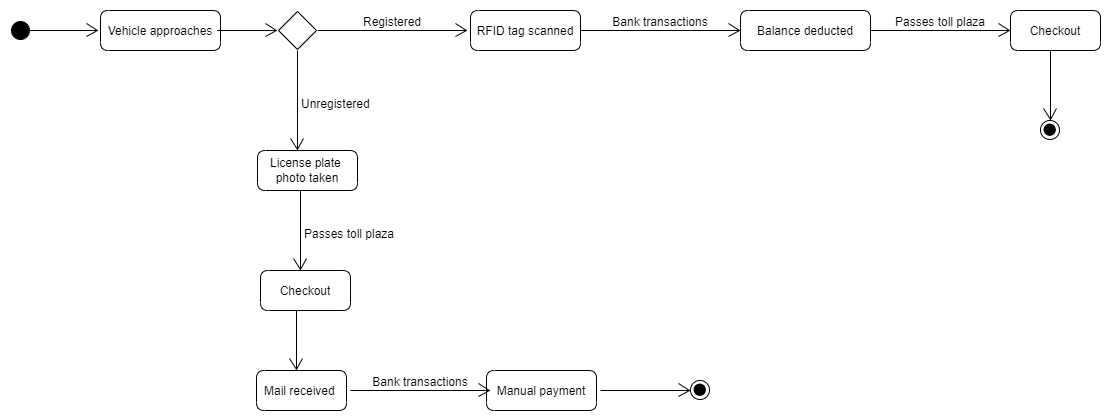 Vehicle approaches
Registered
RFID tag scanned
Bank transactions
Balance deducted
Passes toll plaza
Checkout
Unregistered
License plate
photo taken
Passes toll plaza
Checkout
Mail received
Bank transactions
Manual payment